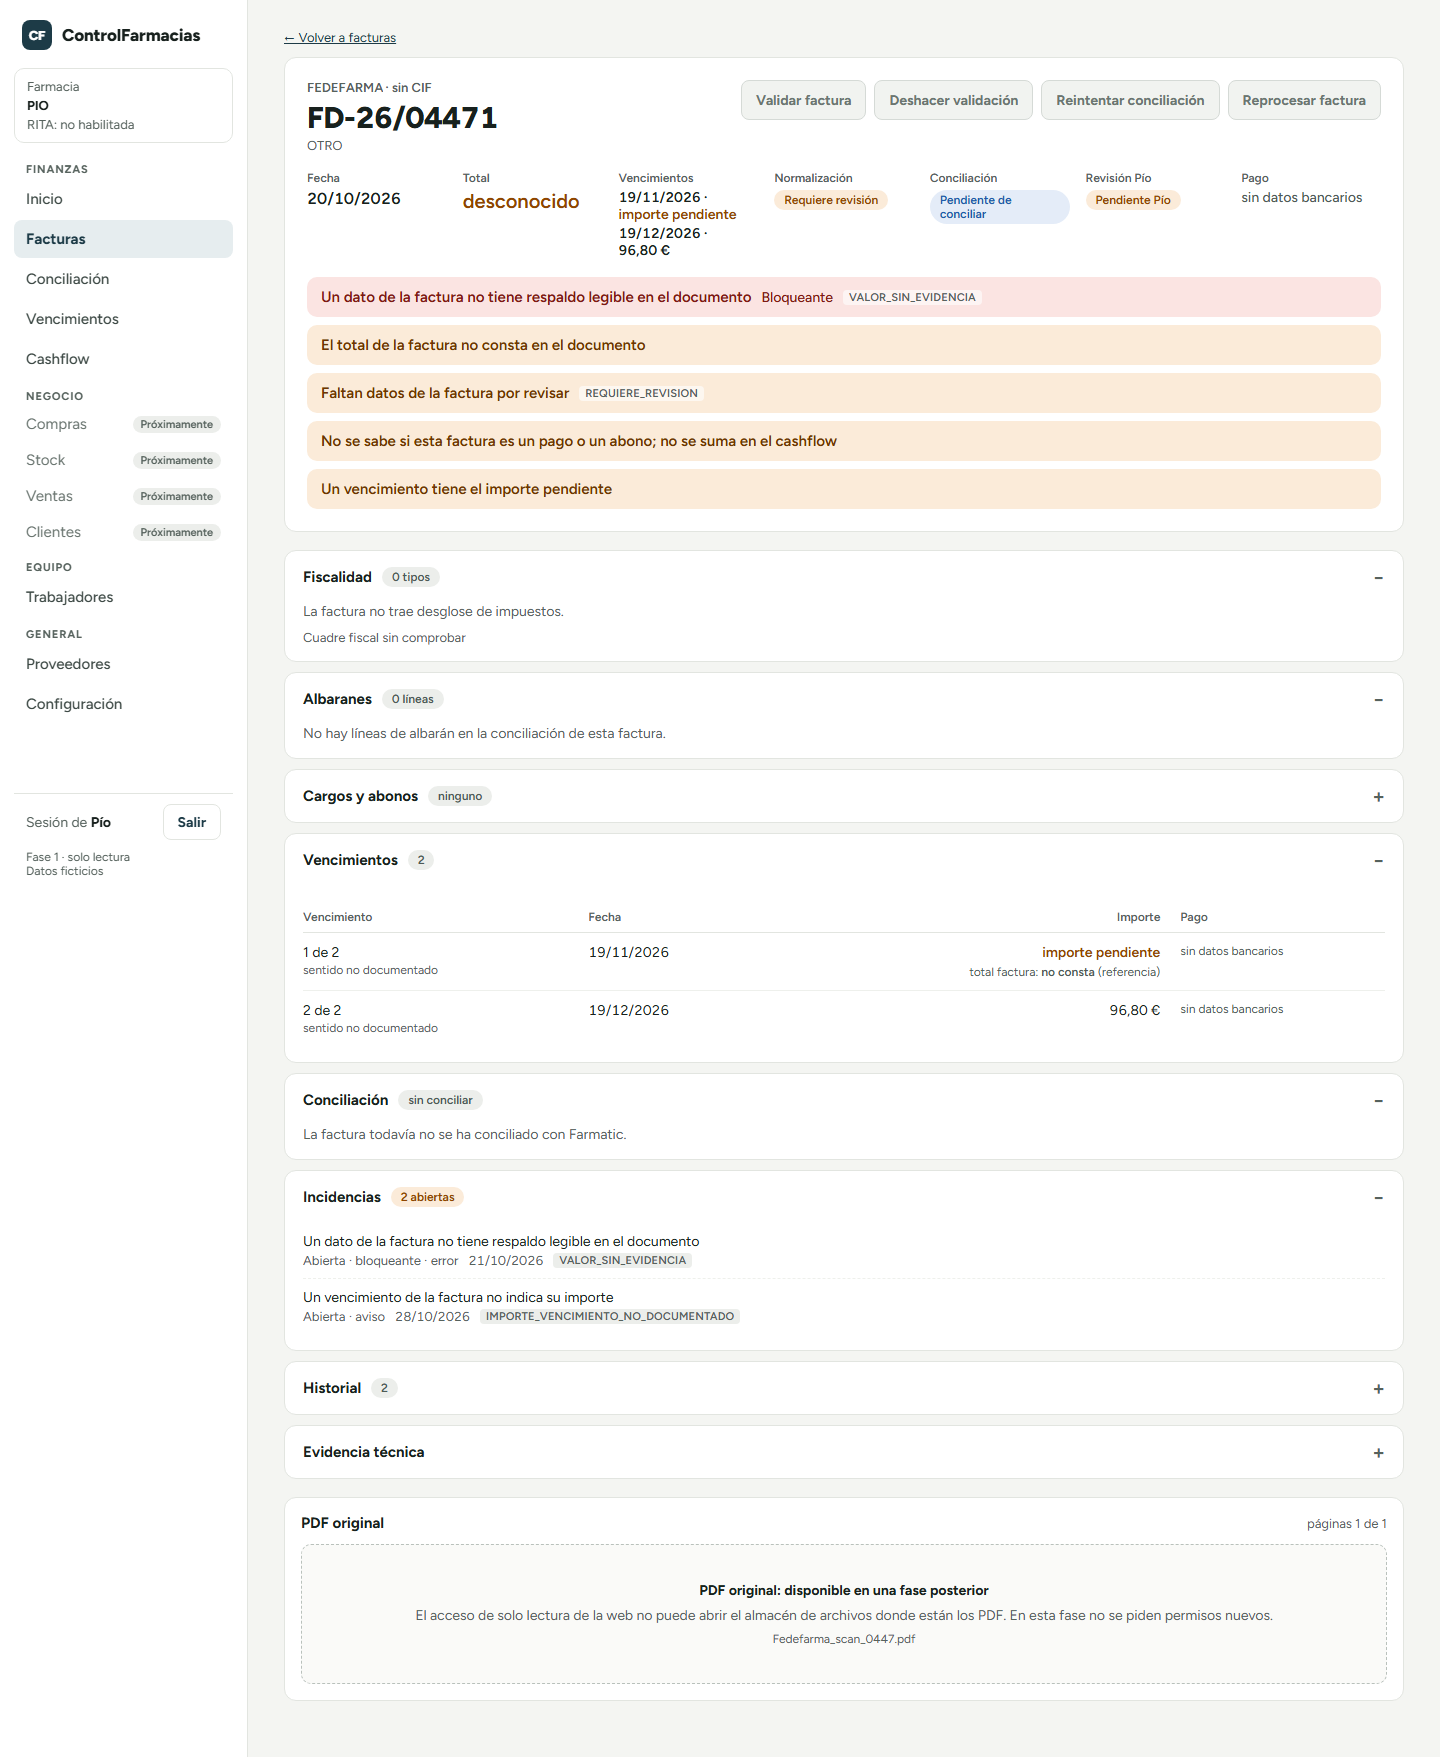 CF ControlFarmacias
Farmacia
PIO
RITA: no habilitada
FINANZAS
Inicio
Facturas
Conciliación
Vencimientos
Cashflow
NEGOCIO
Compras Próximamente
Stock Próximamente
Ventas Próximamente
Clientes Próximamente
EQUIPO
Trabajadores
GENERAL
Proveedores
Configuración
Sesión de Pío Salir
Fase 1 · solo lectura
Datos ficticios
← Volver a facturas
FEDEFARMA · sin CIF
FD-26/04471
OTRO
Validar factura Deshacer validación Reintentar conciliación Reprocesar factura
Fecha
20/10/2026
Total
desconocido
Vencimientos
19/11/2026 ·
importe pendiente
19/12/2026 ·
96,80 €
Normalización
Requiere revisión
Conciliación
Pendiente de
conciliar
Revisión Pío
Pendiente Pío
Pago
sin datos bancarios
Un dato de la factura no tiene respaldo legible en el documento Bloqueante VALOR_SIN_EVIDENCIA
El total de la factura no consta en el documento
Faltan datos de la factura por revisar REQUIERE_REVISION
No se sabe si esta factura es un pago o un abono; no se suma en el cashflow
Un vencimiento tiene el importe pendiente
Fiscalidad 0 tipos −
La factura no trae desglose de impuestos.
Cuadre fiscal sin comprobar
Albaranes 0 líneas −
No hay líneas de albarán en la conciliación de esta factura.
Cargos y abonos ninguno +
Vencimientos 2 −
Vencimiento Fecha Importe Pago
1 de 2 19/11/2026 importe pendiente sin datos bancarios
sentido no documentado total factura: no consta (referencia)
2 de 2 19/12/2026 96,80 € sin datos bancarios
sentido no documentado
Conciliación sin conciliar −
La factura todavía no se ha conciliado con Farmatic.
Incidencias 2 abiertas −
Un dato de la factura no tiene respaldo legible en el documento
Abierta · bloqueante · error 21/10/2026 VALOR_SIN_EVIDENCIA
Un vencimiento de la factura no indica su importe
Abierta · aviso 28/10/2026 IMPORTE_VENCIMIENTO_NO_DOCUMENTADO
Historial 2 +
Evidencia técnica +
PDF original páginas 1 de 1
PDF original: disponible en una fase posterior
El acceso de solo lectura de la web no puede abrir el almacén de archivos donde están los PDF. En esta fase no se piden permisos nuevos.
Fedefarma_scan_0447.pdf